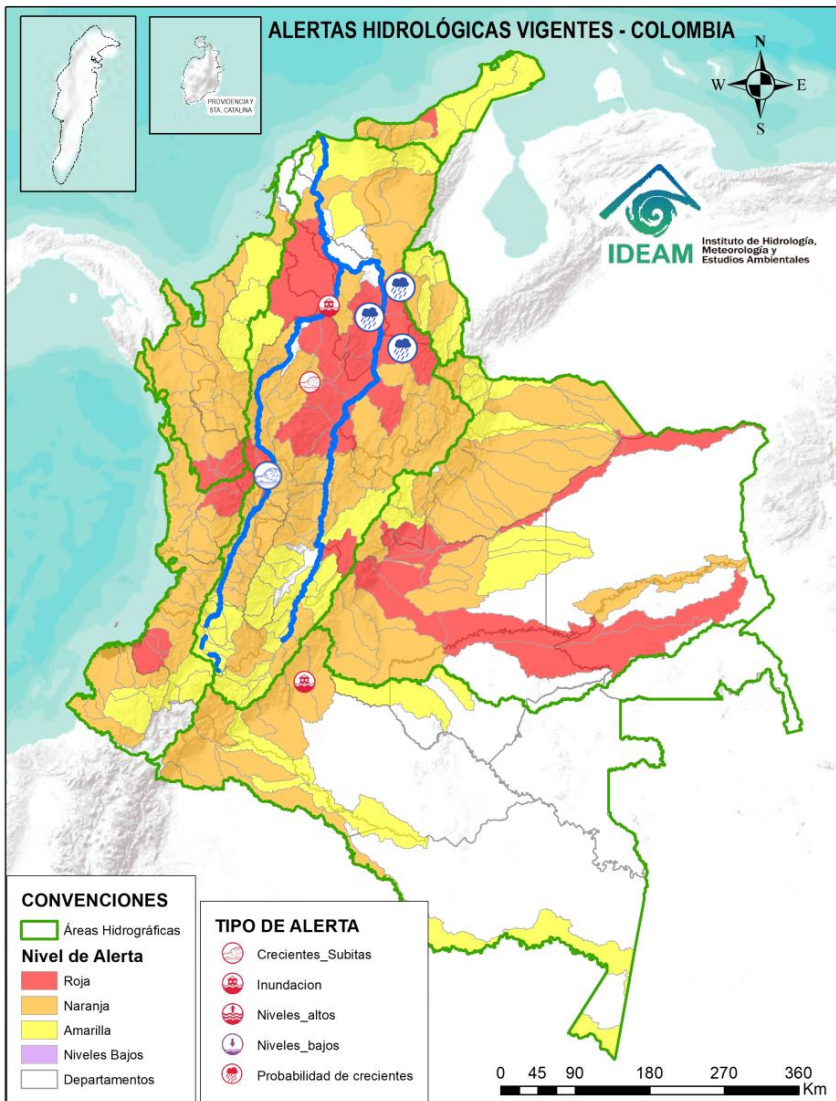 ALERTAS HIDROLÓGICAS VIGENTES - COLOMBIA
PROVIDENCIA Y
STA. CATALINA
N
W
E
S
IDEAM
Instituto de Hidrología,
Meteorología y
Estudios Ambientales
CONVENCIONES
Áreas Hidrográficas
Nivel de Alerta
Roja
Naranja
Amarilla
Niveles Bajos
Departamentos
TIPO DE ALERTA
Crecientes_Subitas
Inundacion
Niveles_altos
Niveles_bajos
Probabilidad de crecientes
0 45 90 180 270 360
Km